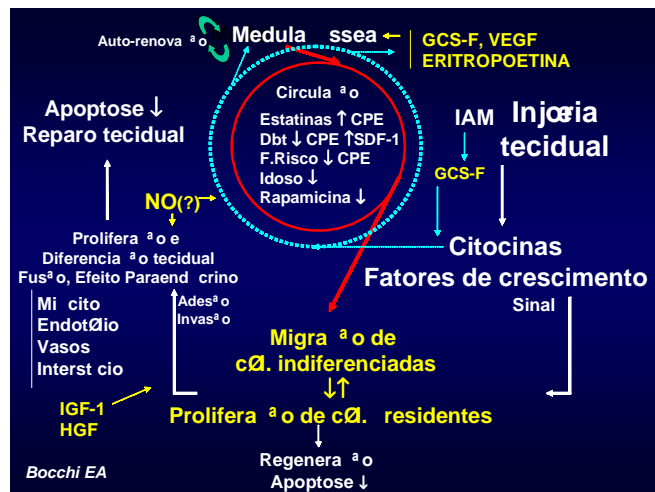 Auto-renova ª o
Medula ssea
GCS-F, VEGF
ERITROPOETINA
Circula ª o
Estatinas ↑ CPE
Dbt ↓ CPE ↑SDF-1
F.Risco ↓ CPE
Idoso ↓
Rapamicina ↓
Apoptose ↓
Reparo tecidual
IAM
Injœria
tecidual
GCS-F
NO(?)
Prolifera ª o e
Diferencia ª o tecidual
Fusªo, Efeito Paraend crino
Citocinas
Fatores de crescimento
Sinal
Mi cito
EndotØlio
Vasos
Interst cio
Adesªo
Invasªo
Migra ª o de
cØl. indiferenciadas
↓↑
Prolifera ª o de cØl. residentes
IGF-1
HGF
Regenera ª o
Apoptose ↓
Bocchi EA